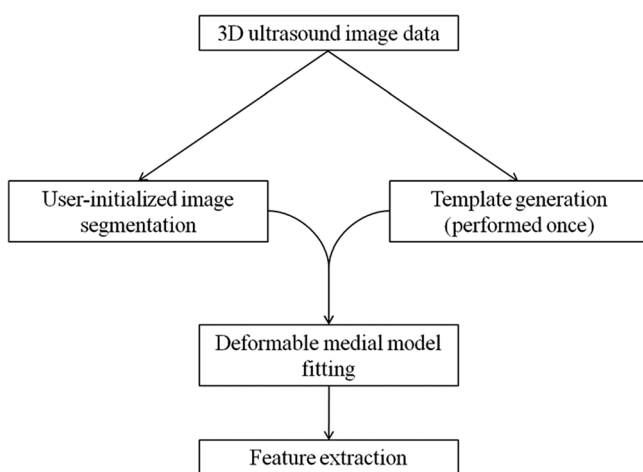 3D ultrasound image data
User-initialized image
segmentation
Template generation
(performed once)
Deformable medial model
fitting
Feature extraction